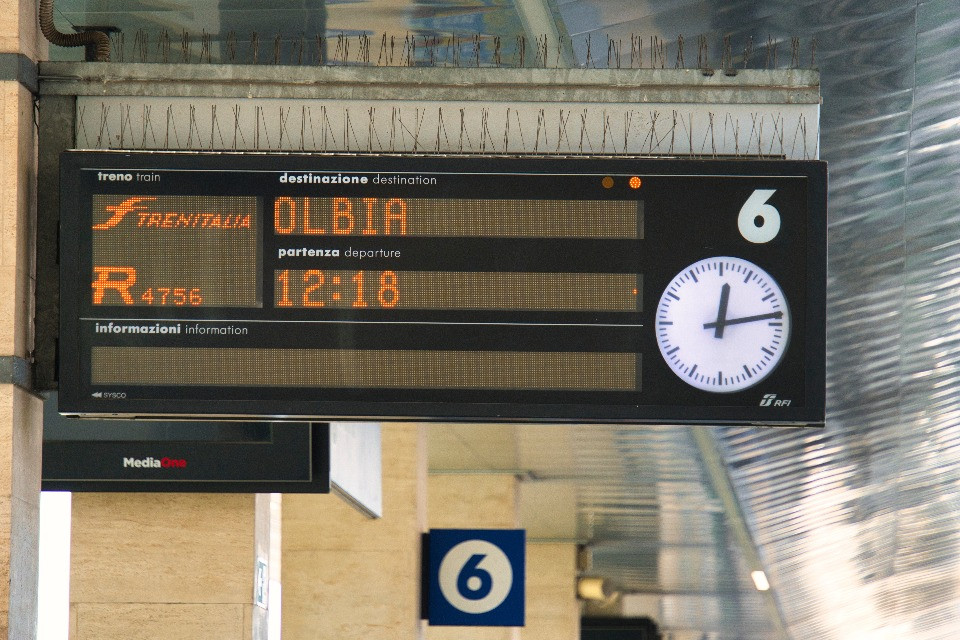 treno train
destinazione destination
6
TRENITALIA
OLBIA
partenza departure
R 4756
12:18
informazioni information
SYSCO
RFI
MediaOne
6